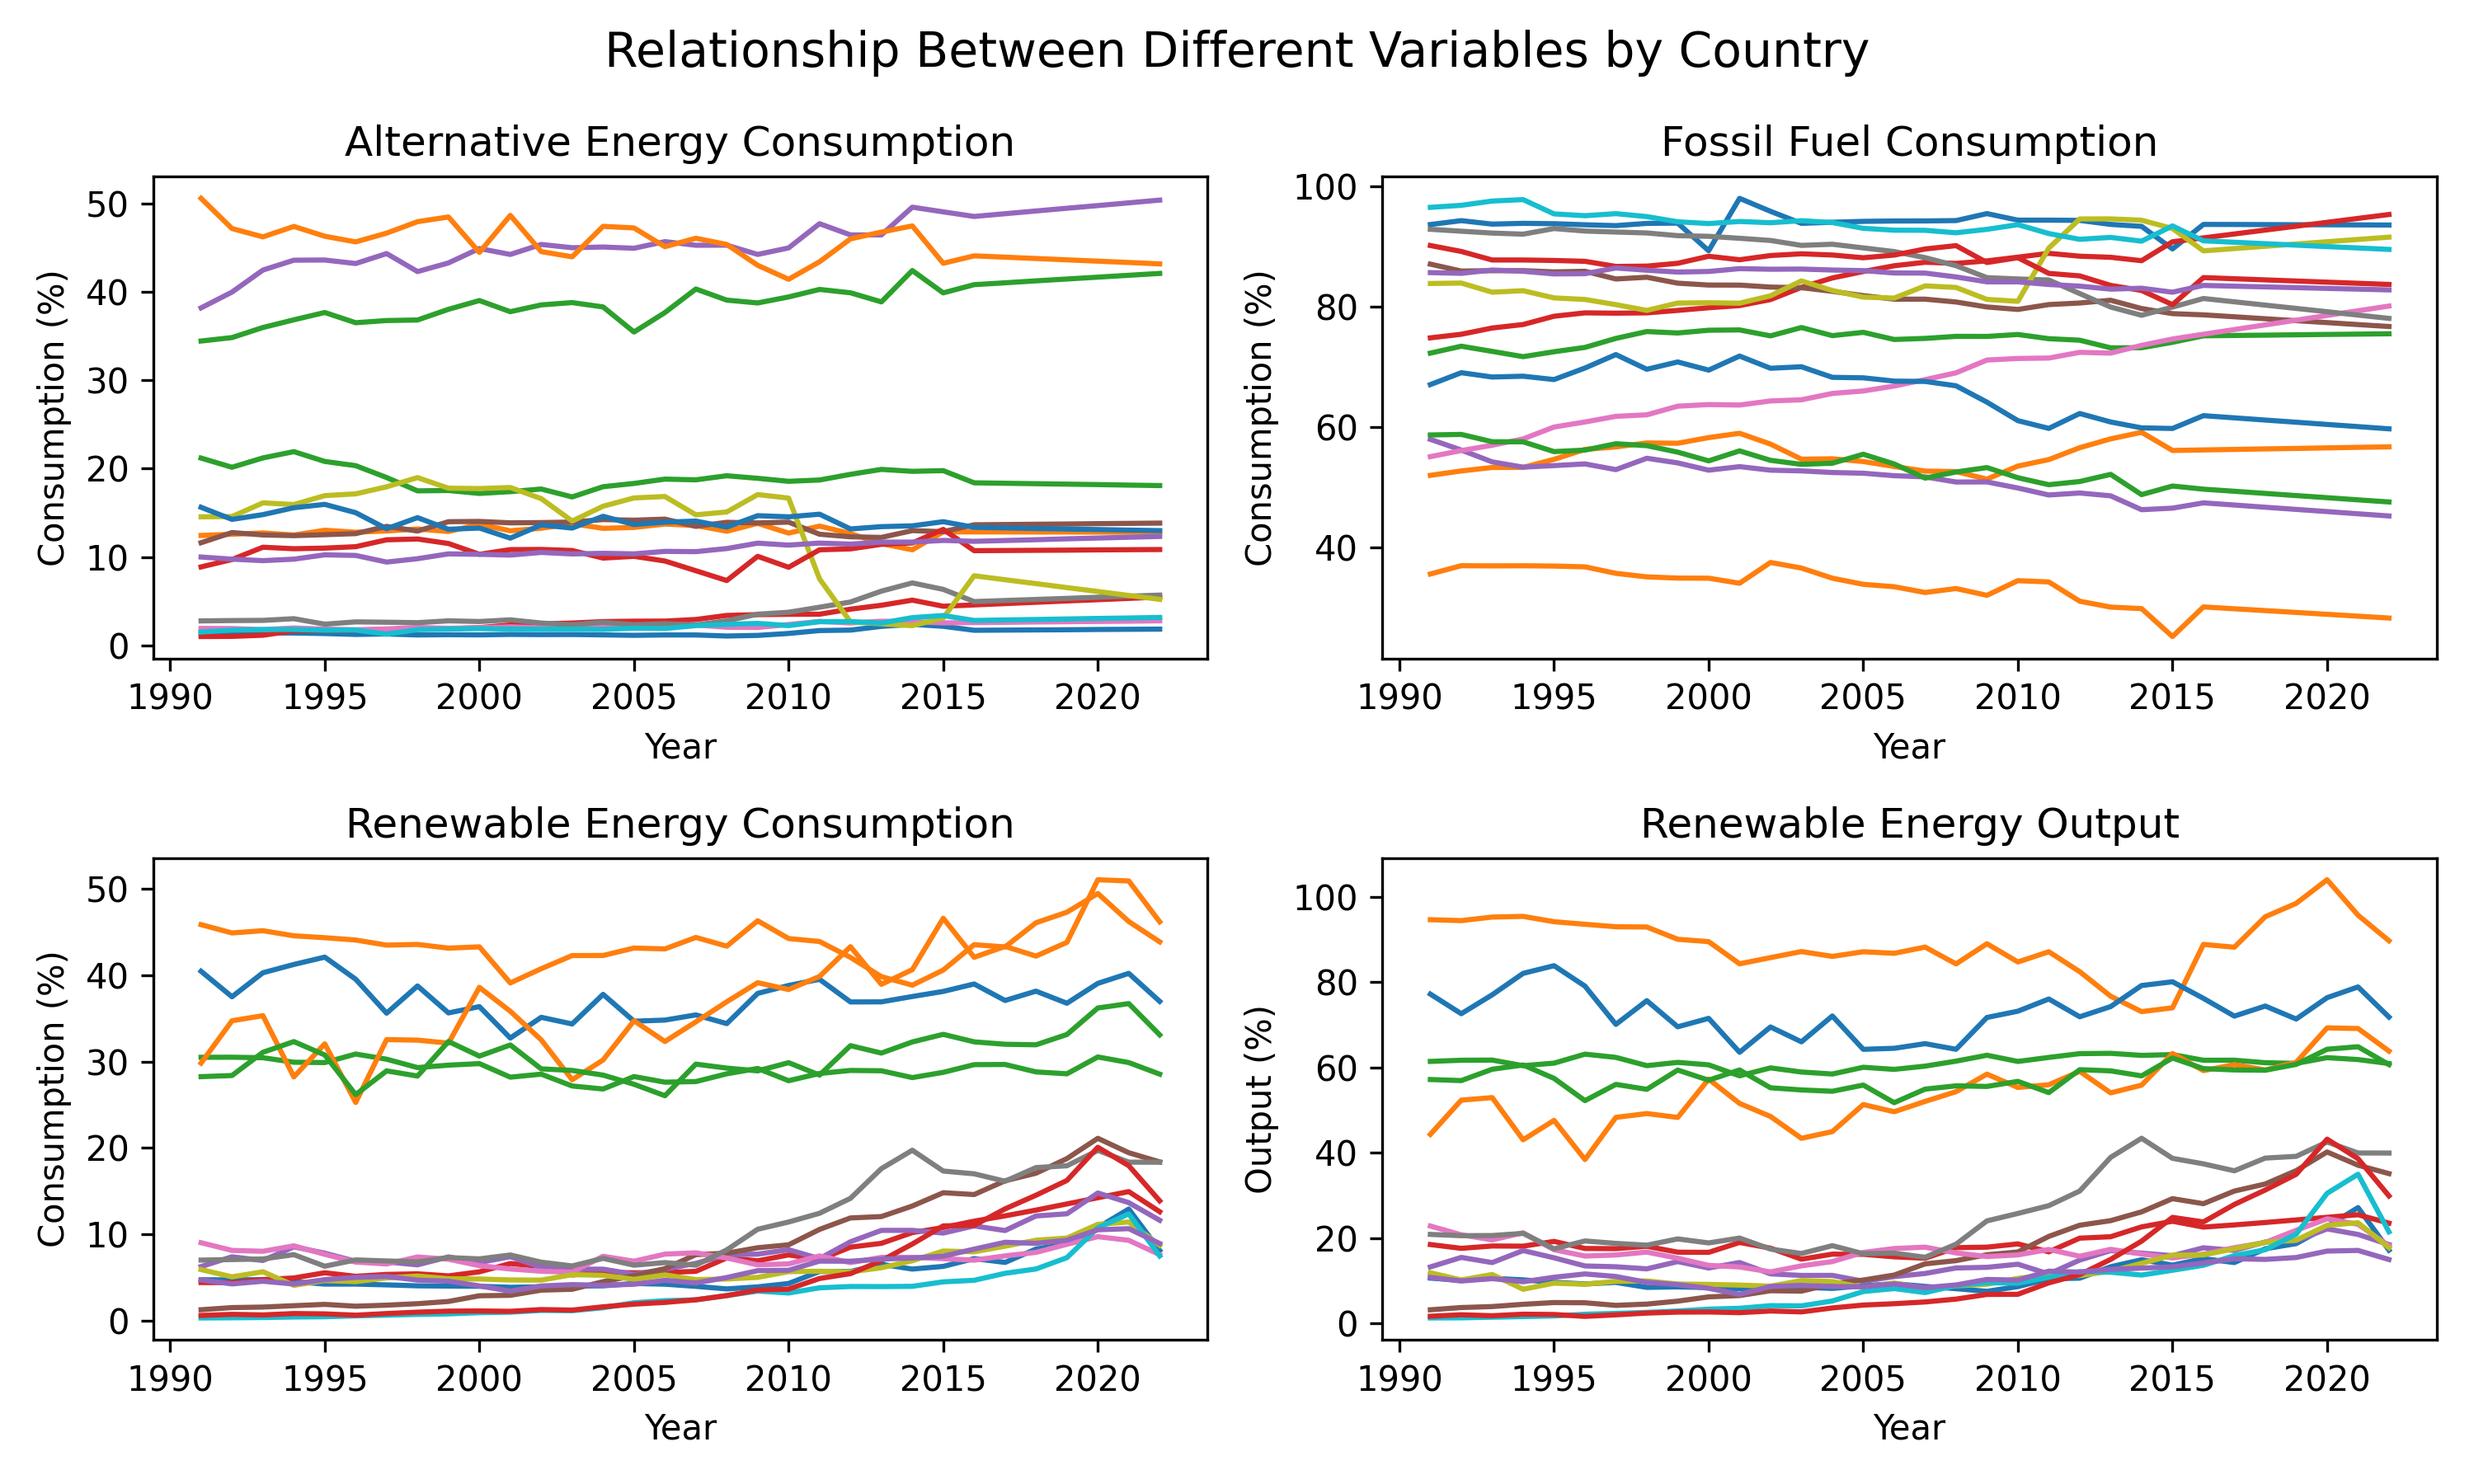 Relationship Between Different Variables by Country
Alternative Energy Consumption
Consumption (%)
50
40
30
20
10
0
1990 1995 2000 2005 2010 2015 2020
Year
Fossil Fuel Consumption
Consumption (%)
100
80
60
40
1990 1995 2000 2005 2010 2015 2020
Year
Renewable Energy Consumption
Consumption (%)
50
40
30
20
10
0
1990 1995 2000 2005 2010 2015 2020
Year
Renewable Energy Output
Output (%)
100
80
60
40
20
0
1990 1995 2000 2005 2010 2015 2020
Year